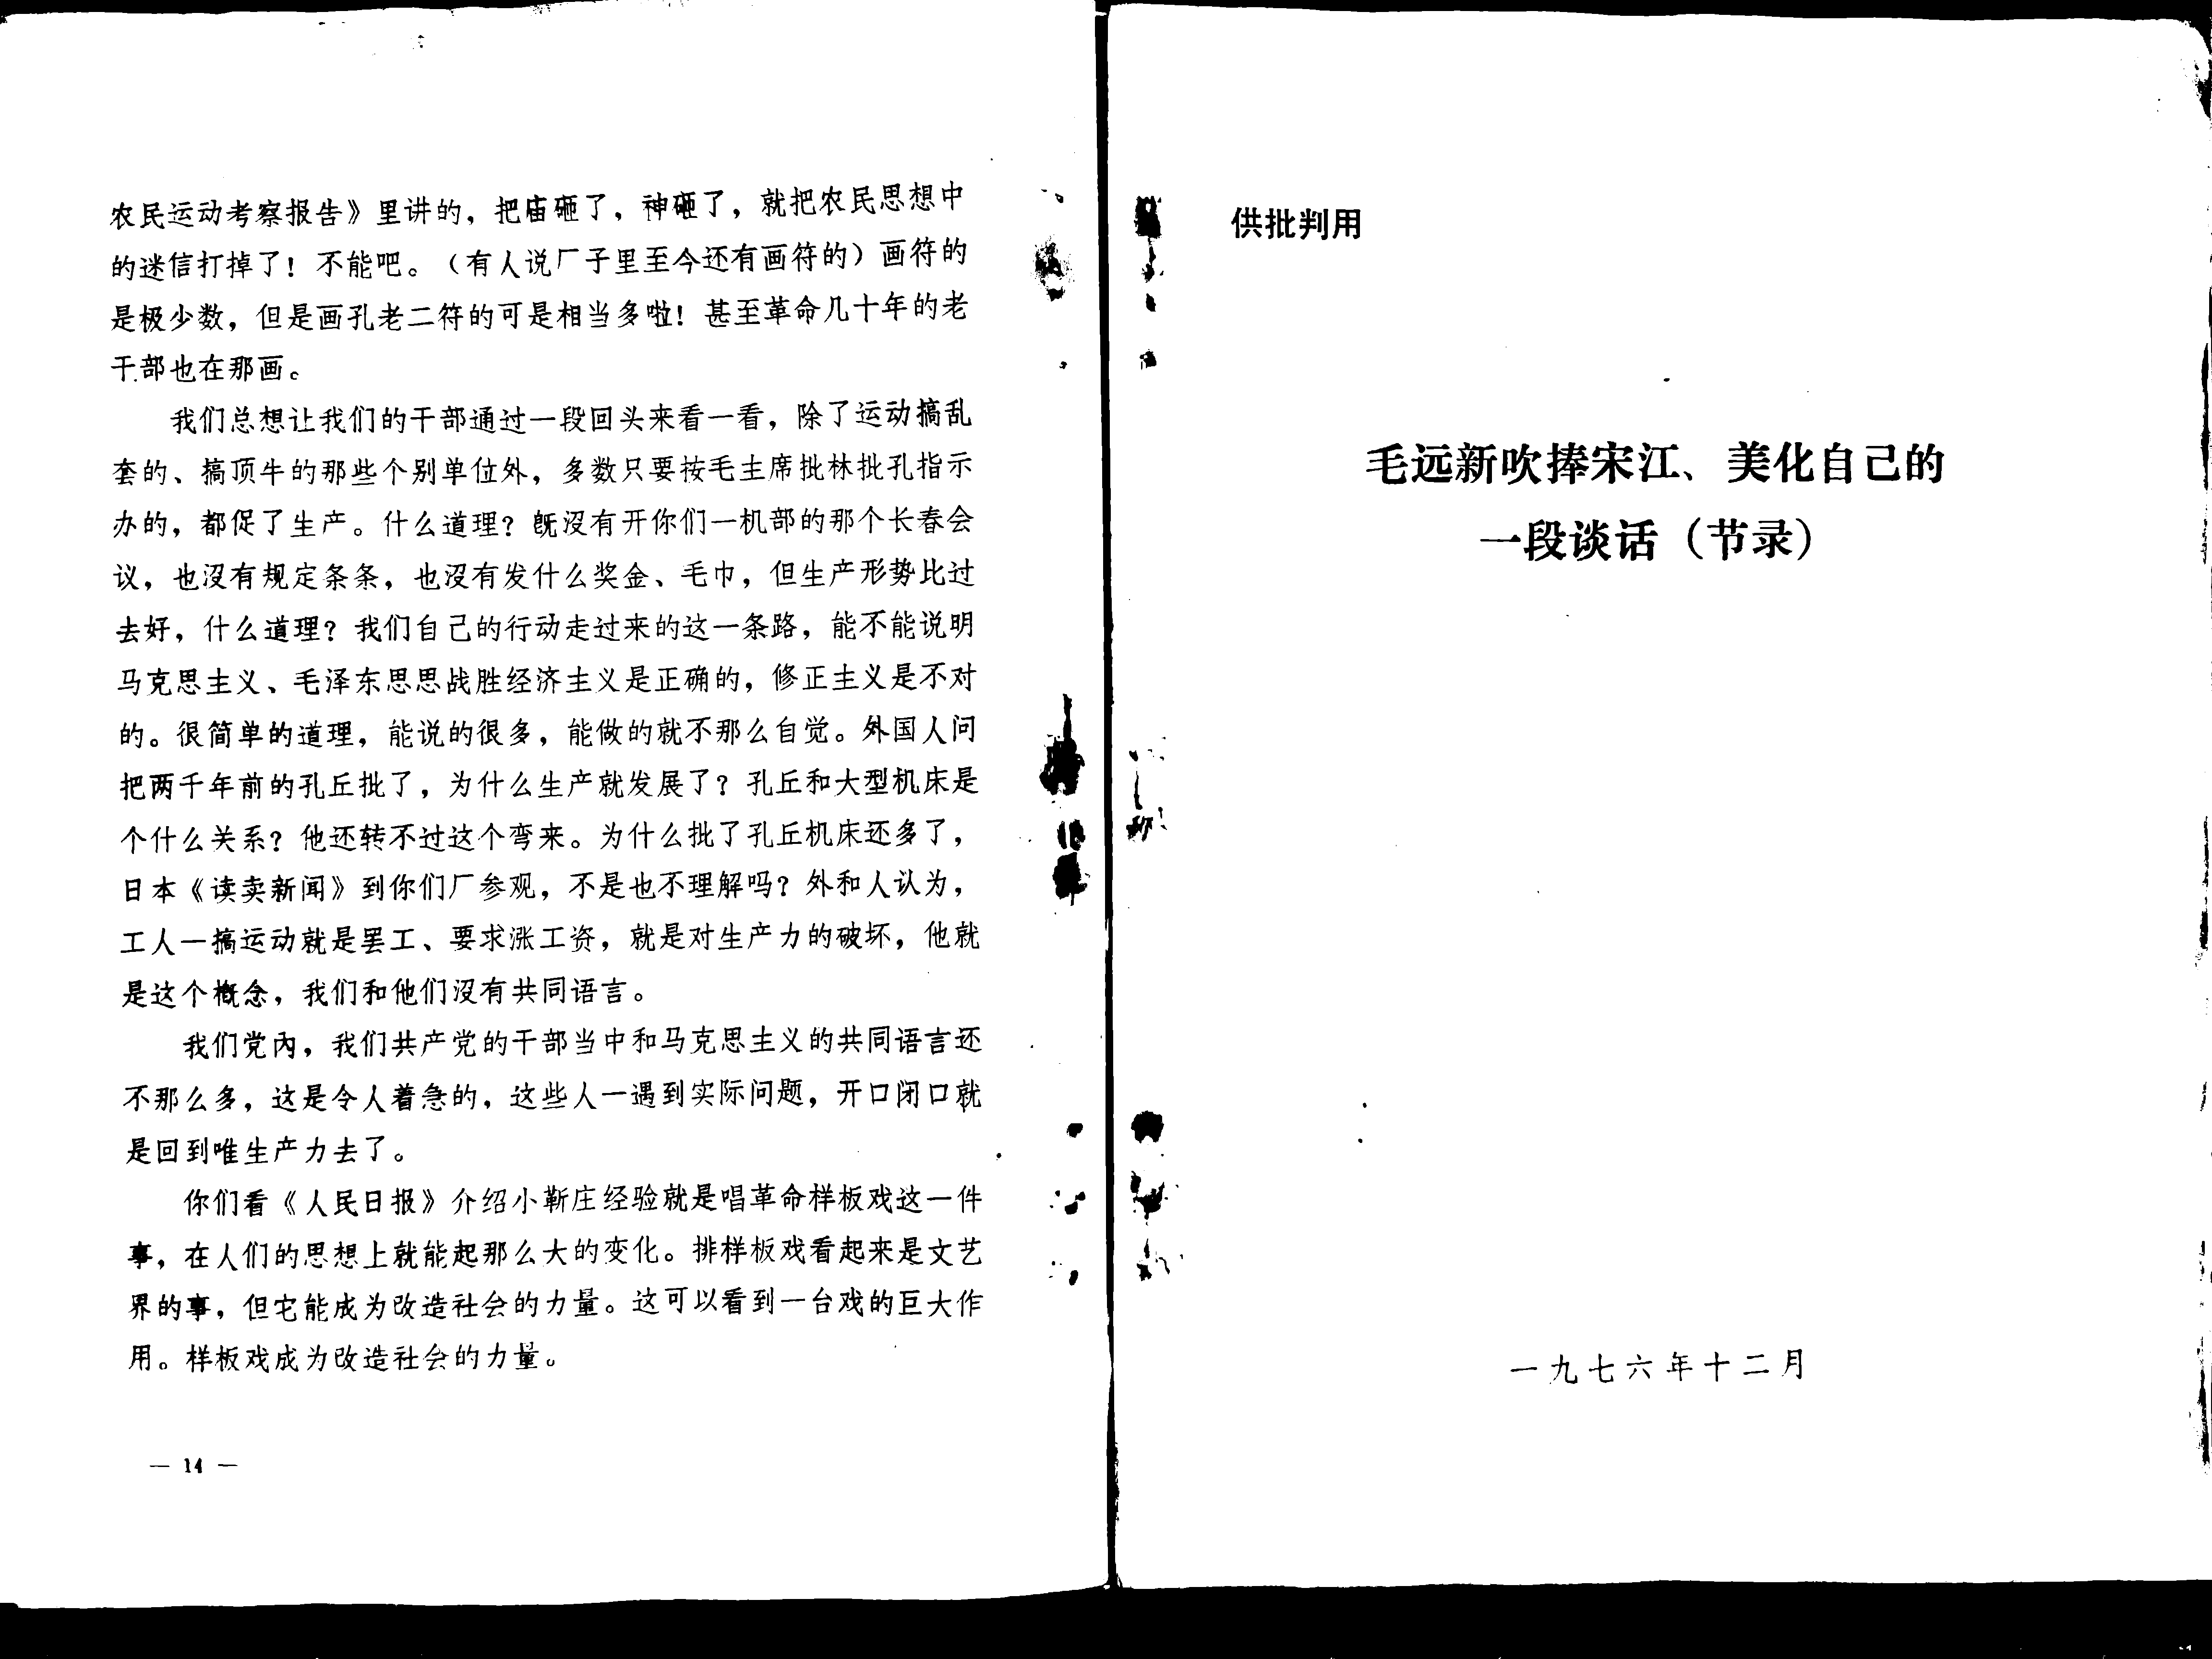 农民运动考察报告》里讲的，把庙砸了，神砸了，就把农民思想中
的迷信打掉了！不能吧。（有人说厂子里至今还有画符的）画符的
是极少数，但是画孔老二符的可是相当多啦！甚至革命几十年的老
干部也在那画。
我们总想让我们的干部通过一段回头来看一看，除了运动搞乱
套的、搞顶牛的那些个别单位外，多数只要按毛主席批林批孔指示
办的，都促了生产。什么道理？既没有开你们一机部的那个长春会
议，也没有规定条条，也没有发什么奖金、毛巾，但生产形势比过
去好，什么道理？我们自己的行动走过来的这一条路，能不能说明
马克思主义、毛泽东思思战胜经济主义是正确的，修正主义是不对
的。很简单的道理，能说的很多，能做的就不那么自觉。外国人问
把两千年前的孔丘批了，为什么生产就发展了？孔丘和大型机床是
个什么关系？他还转不过这个弯来。为什么批了孔丘机床还多了，
日本《读卖新闻》到你们厂参观，不是也不理解吗？外和人认为，
工人一搞运动就是罢工、要求涨工资，就是对生产力的破坏，他就
是这个概念，我们和他们没有共同语言。
我们党内，我们共产党的干部当中和马克思主义的共同语言还
不那么多，这是令人着急的，这些人一遇到实际问题，开口闭口就
是回到唯生产力去了。
你们看《人民日报》介绍小靳庄经验就是唱革命样板戏这一件
事，在人们的思想上就能起那么大的变化。排样板戏看起来是文艺
界的事，但它能成为改造社会的力量。这可以看到一台戏的巨大作
用。样板戏成为改造社会的力量。
— 14 —
供批判用
毛远新吹捧宋江、美化自己的
一段谈话（节录）
一九七六年十二月